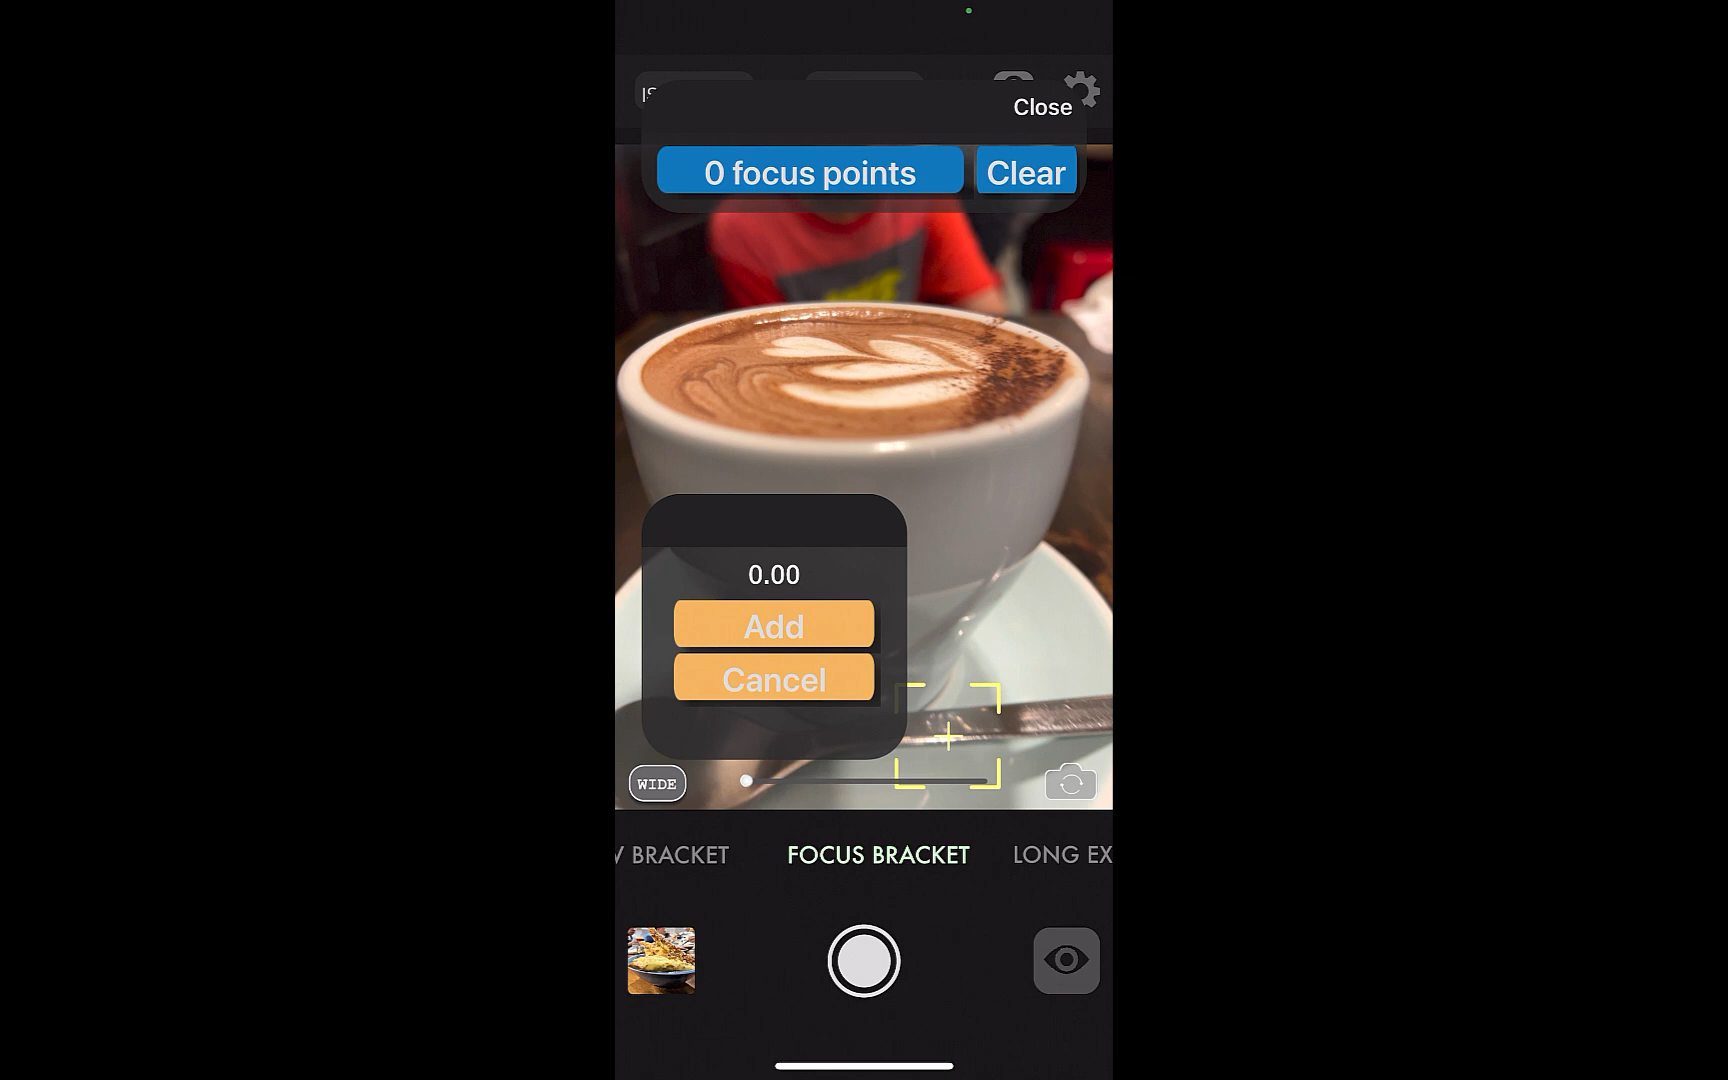 Close
0 focus points
Clear
0.00
Add
Cancel
WIDE
BRACKET
FOCUS BRACKET
LONG EX